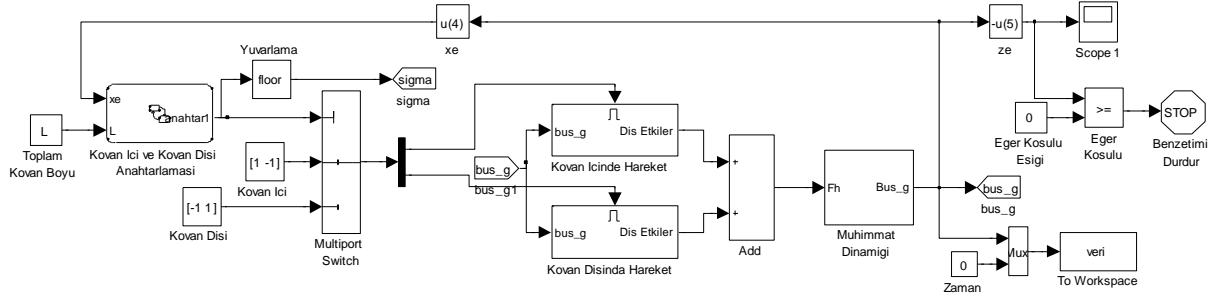 u(4)
xe
-u(5)
ze
Scope 1
Yuvarlama
floor
sigma
sigma
xe
L
anahtar1
L
Toplam
Kovan Boyu
Kovan Ici ve Kovan Disi
Anahtarlamasi
[1 -1]
Kovan Ici
[-1 1]
Kovan Disi
Multiport
Switch
bus_g
bus_g1
bus_g
Dis Etkiler
Kovan Icinde Hareket
bus_g
Dis Etkiler
Kovan Disinda Hareket
+
+
Add
Fh
Bus_g
Muhimmat
Dinamigi
0
Eger Kosulu
Esigi
>=
Eger
Kosulu
STOP
Benzetimi
Durdur
bus_g
bus_g
0
Zaman
Mux
veri
To Workspace